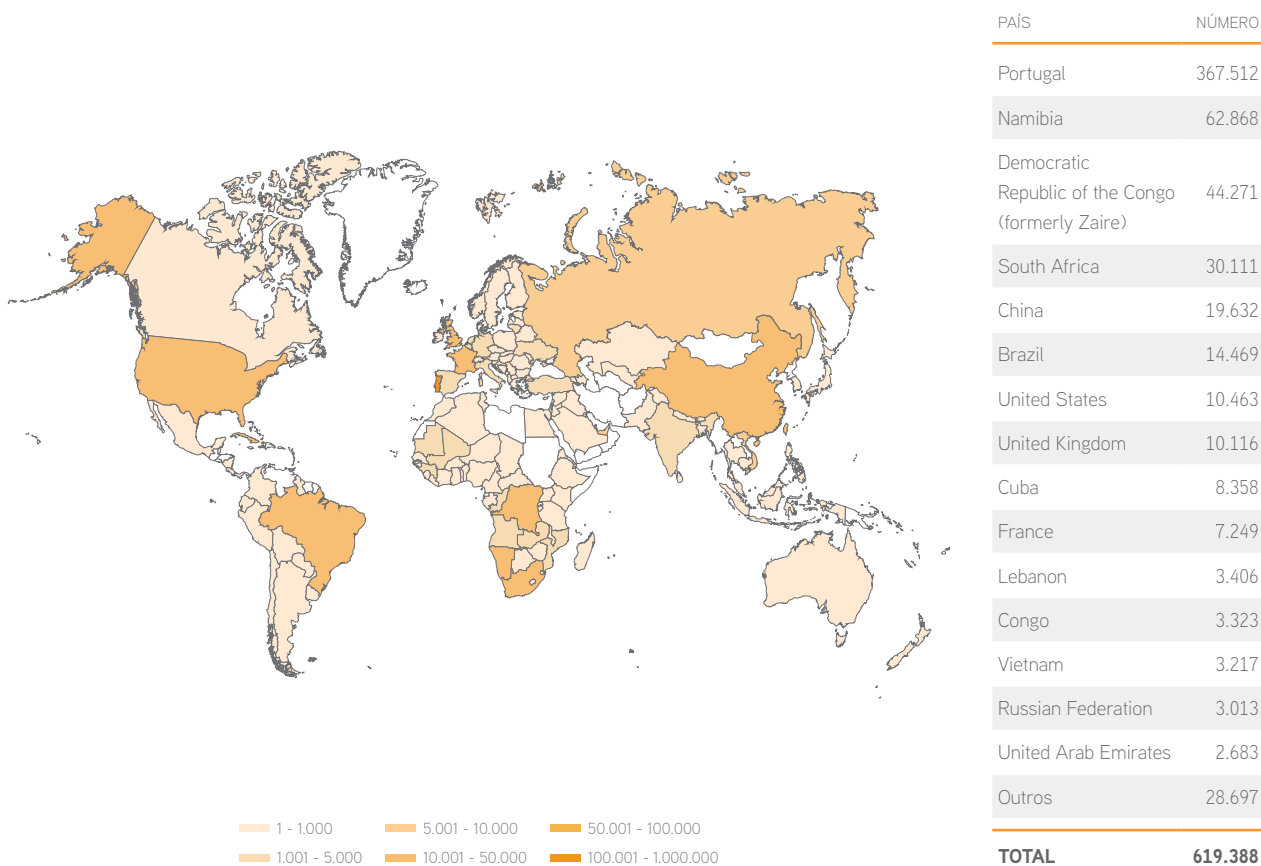 PAÍS NÚMERO
Portugal 367.512
Namibia 62.868
Democratic
Republic of the Congo 44.271
(formerly Zaire)
South Africa 30.111
China 19.632
Brazil 14.469
United States 10.463
United Kingdom 10.116
Cuba 8.358
France 7.249
Lebanon 3.406
Congo 3.323
Vietnam 3.217
Russian Federation 3.013
United Arab Emirates 2.683
Outros 28.697
TOTAL 619.388
1 - 1.000 5.001 - 10.000 50.001 - 100.000
1.001 - 5.000 10.001 - 50.000 100.001 - 1.000.000